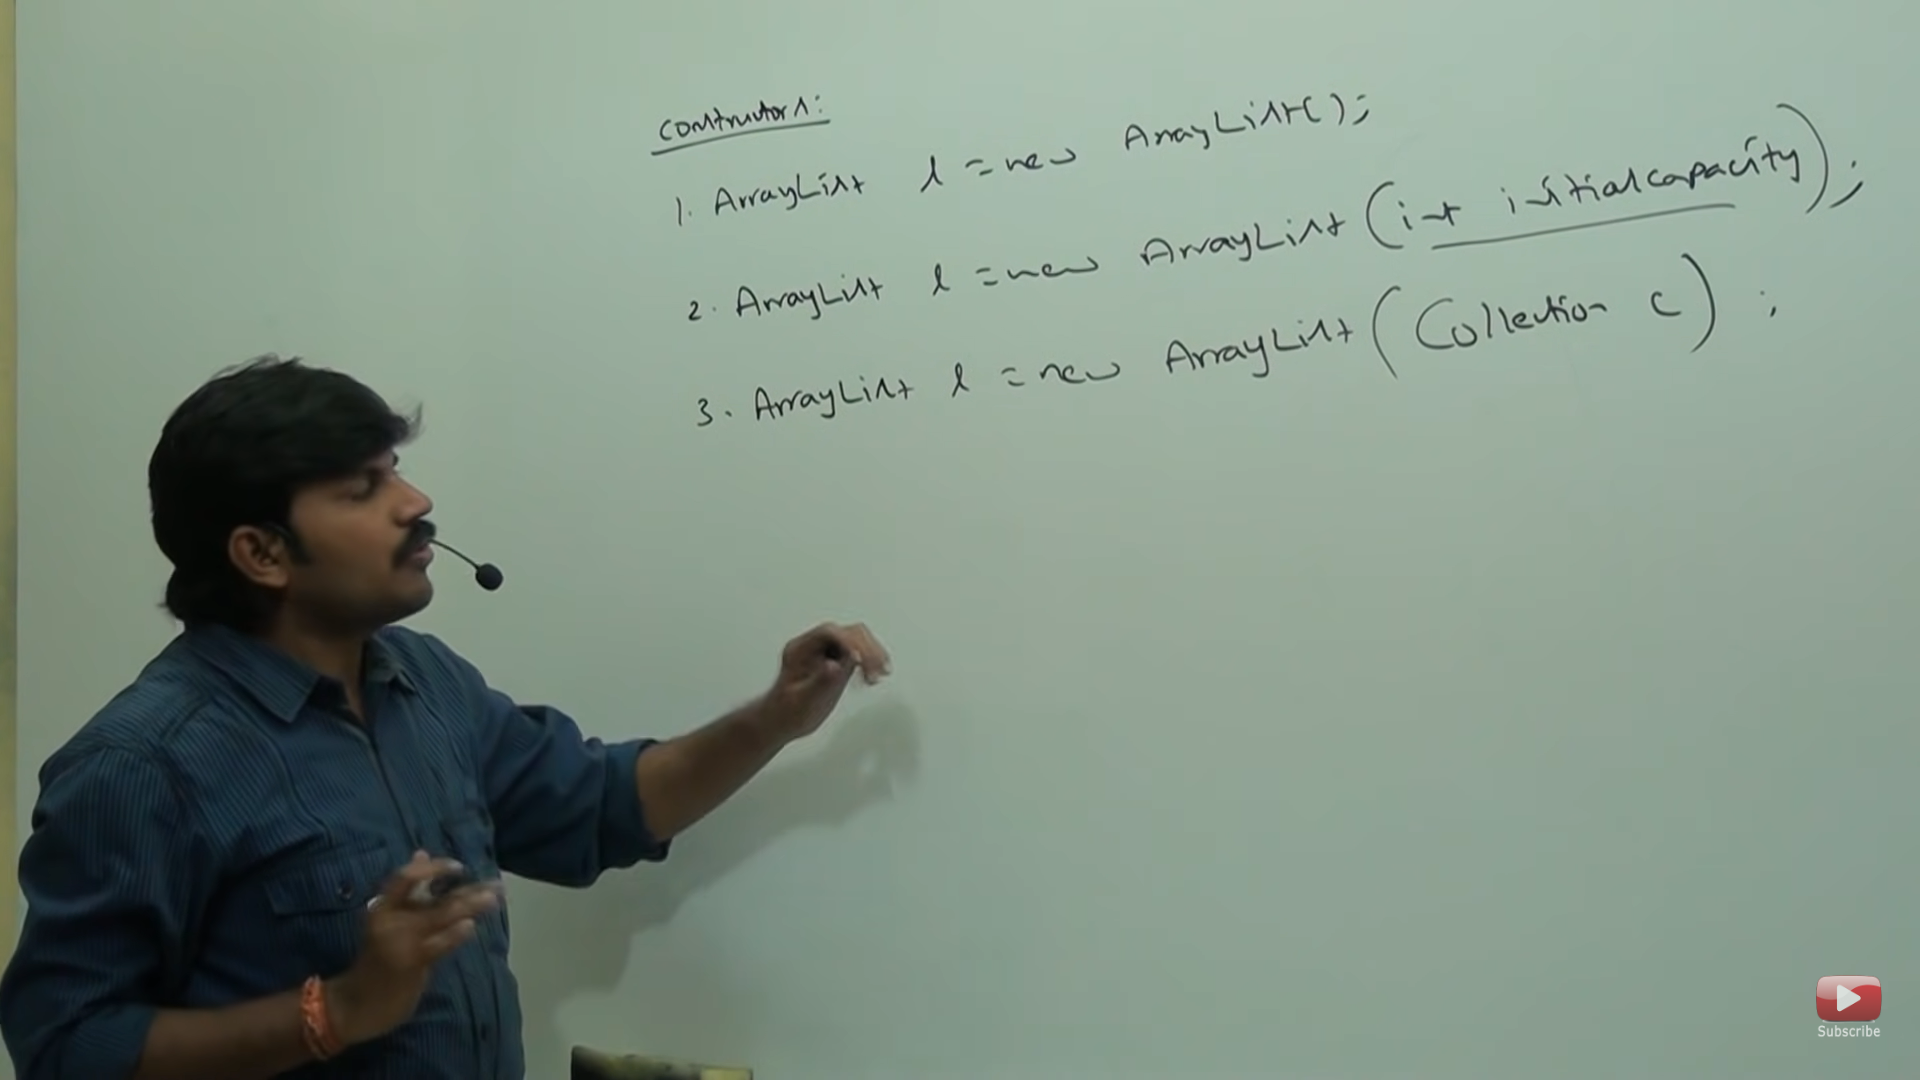 constructors:
1. ArrayList l = new ArrayList();
2. ArrayList l = new ArrayList(int initialcapacity);
3. ArrayList l = new ArrayList(Collection c);
Subscribe